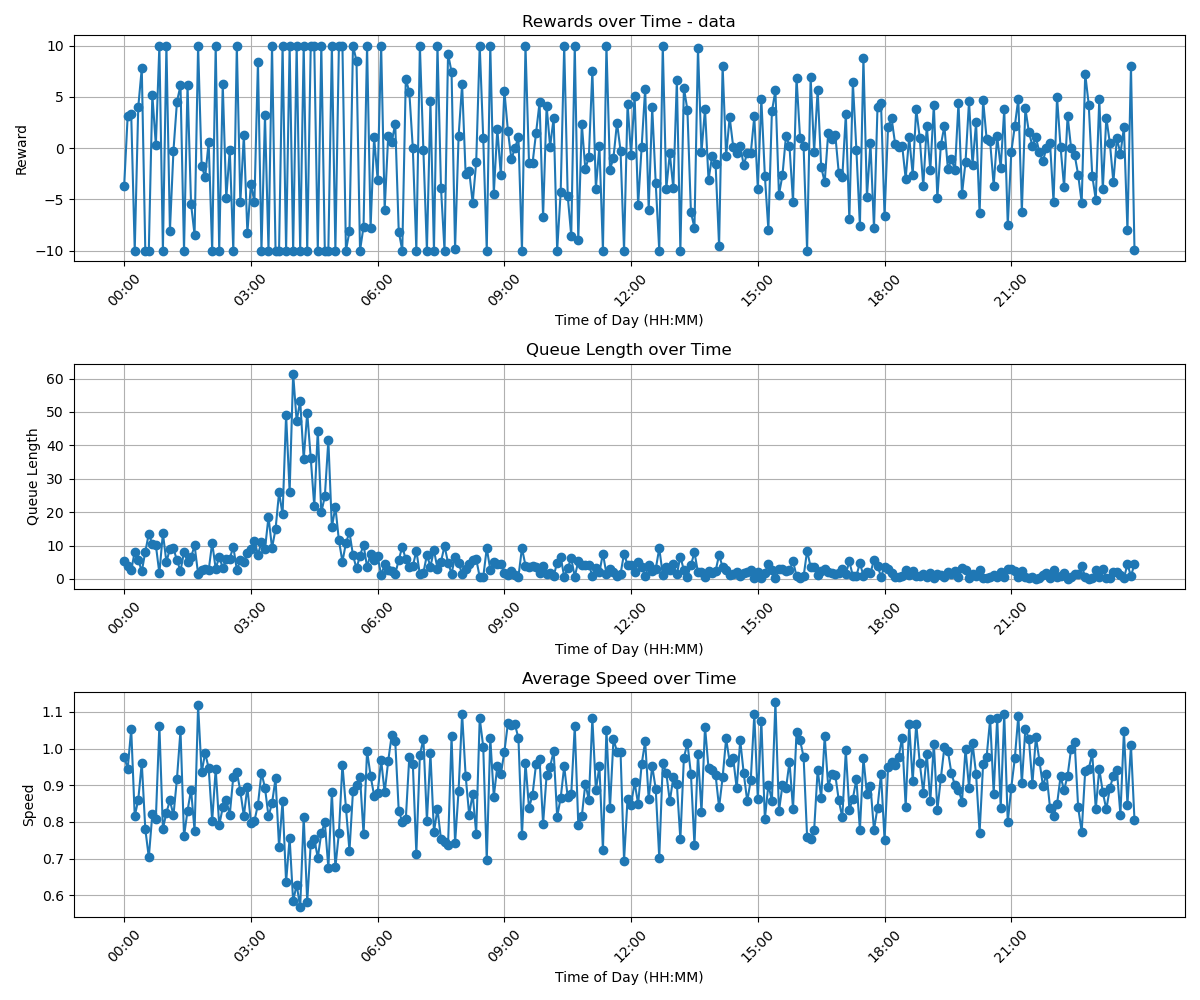 Rewards over Time - data
Reward
10
5
0
−5
−10
00:00 03:00 06:00 09:00 12:00 15:00 18:00 21:00
Time of Day (HH:MM)
Queue Length over Time
Queue Length
60
50
40
30
20
10
0
00:00 03:00 06:00 09:00 12:00 15:00 18:00 21:00
Time of Day (HH:MM)
Average Speed over Time
Speed
1.1
1.0
0.9
0.8
0.7
0.6
00:00 03:00 06:00 09:00 12:00 15:00 18:00 21:00
Time of Day (HH:MM)